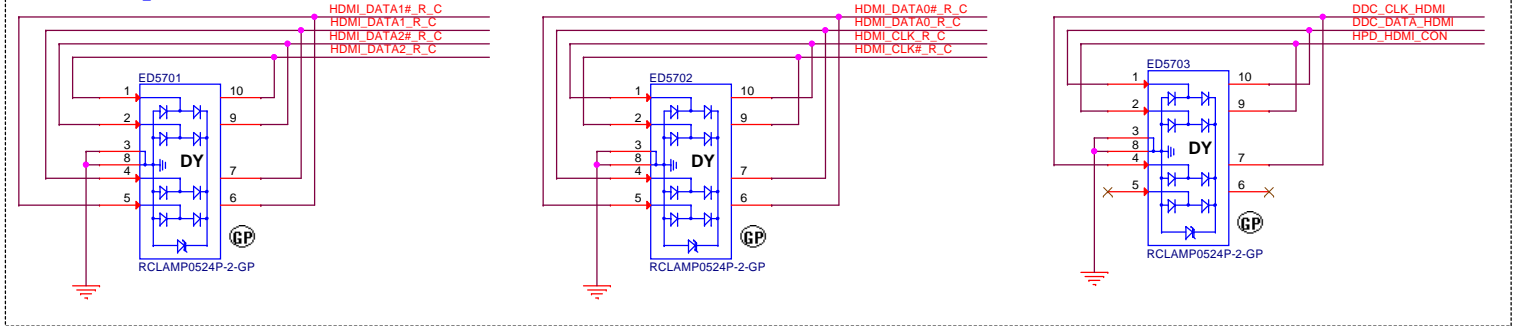 HDMI_DATA1#_R_C
HDMI_DATA1_R_C
HDMI_DATA2#_R_C
HDMI_DATA2_R_C
ED5701
1
10
2
9
3
8
DY
4
7
5
6
GP
RCLAMP0524P-2-GP
HDMI_DATA0#_R_C
HDMI_DATA0_R_C
HDMI_CLK_R_C
HDMI_CLK#_R_C
ED5702
1
10
2
9
3
8
DY
4
7
5
6
GP
RCLAMP0524P-2-GP
DDC_CLK_HDMI
DDC_DATA_HDMI
HPD_HDMI_CON
ED5703
1
10
2
9
3
8
DY
4
7
5
6
GP
RCLAMP0524P-2-GP